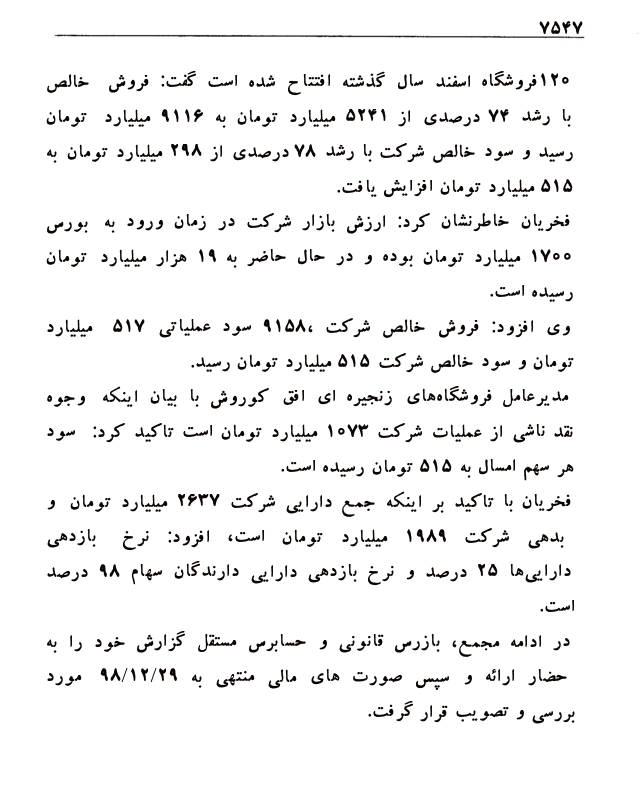 ۷۵۴۷
۱۲۰فروشگاه اسفند سال گذشته افتتاح شده است گفت: فروش خالص
با رشد ۷۴ درصدی از ۵۲۴۱ میلیارد تومان به ۹۱۱۶ میلیارد تومان
رسید و سود خالص شرکت با رشد ۷۸ درصدی از ۲۹۸ میلیارد تومان به
۵۱۵ میلیارد تومان افزایش یافت.
فخریان خاطرنشان کرد: ارزش بازار شرکت در زمان ورود به بورس
۱۷۰۰ میلیارد تومان بوده و در حال حاضر به ۱۹ هزار میلیارد تومان
رسیده است.
وی افزود: فروش خالص شرکت ،۹۱۵۸ سود عملیاتی ۵۱۷ میلیارد
تومان و سود خالص شرکت ۵۱۵ میلیارد تومان رسید.
مدیرعامل فروشگاه‌های زنجیره ای افق کوروش با بیان اینکه وجوه
نقد ناشی از عملیات شرکت ۱۰۷۳ میلیارد تومان است تاکید کرد: سود
هر سهم امسال به ۵۱۵ تومان رسیده است.
فخریان با تاکید بر اینکه جمع دارایی شرکت ۲۶۳۷ میلیارد تومان و
بدهی شرکت ۱۹۸۹ میلیارد تومان است، افزود: نرخ بازدهی
دارایی‌ها ۲۵ درصد و نرخ بازدهی دارایی دارندگان سهام ۹۸ درصد
است.
در ادامه مجمع، بازرس قانونی و حسابرس مستقل گزارش خود را به
حضار ارائه و سپس صورت های مالی منتهی به ۹۸/۱۲/۲۹ مورد
بررسی و تصویب قرار گرفت.